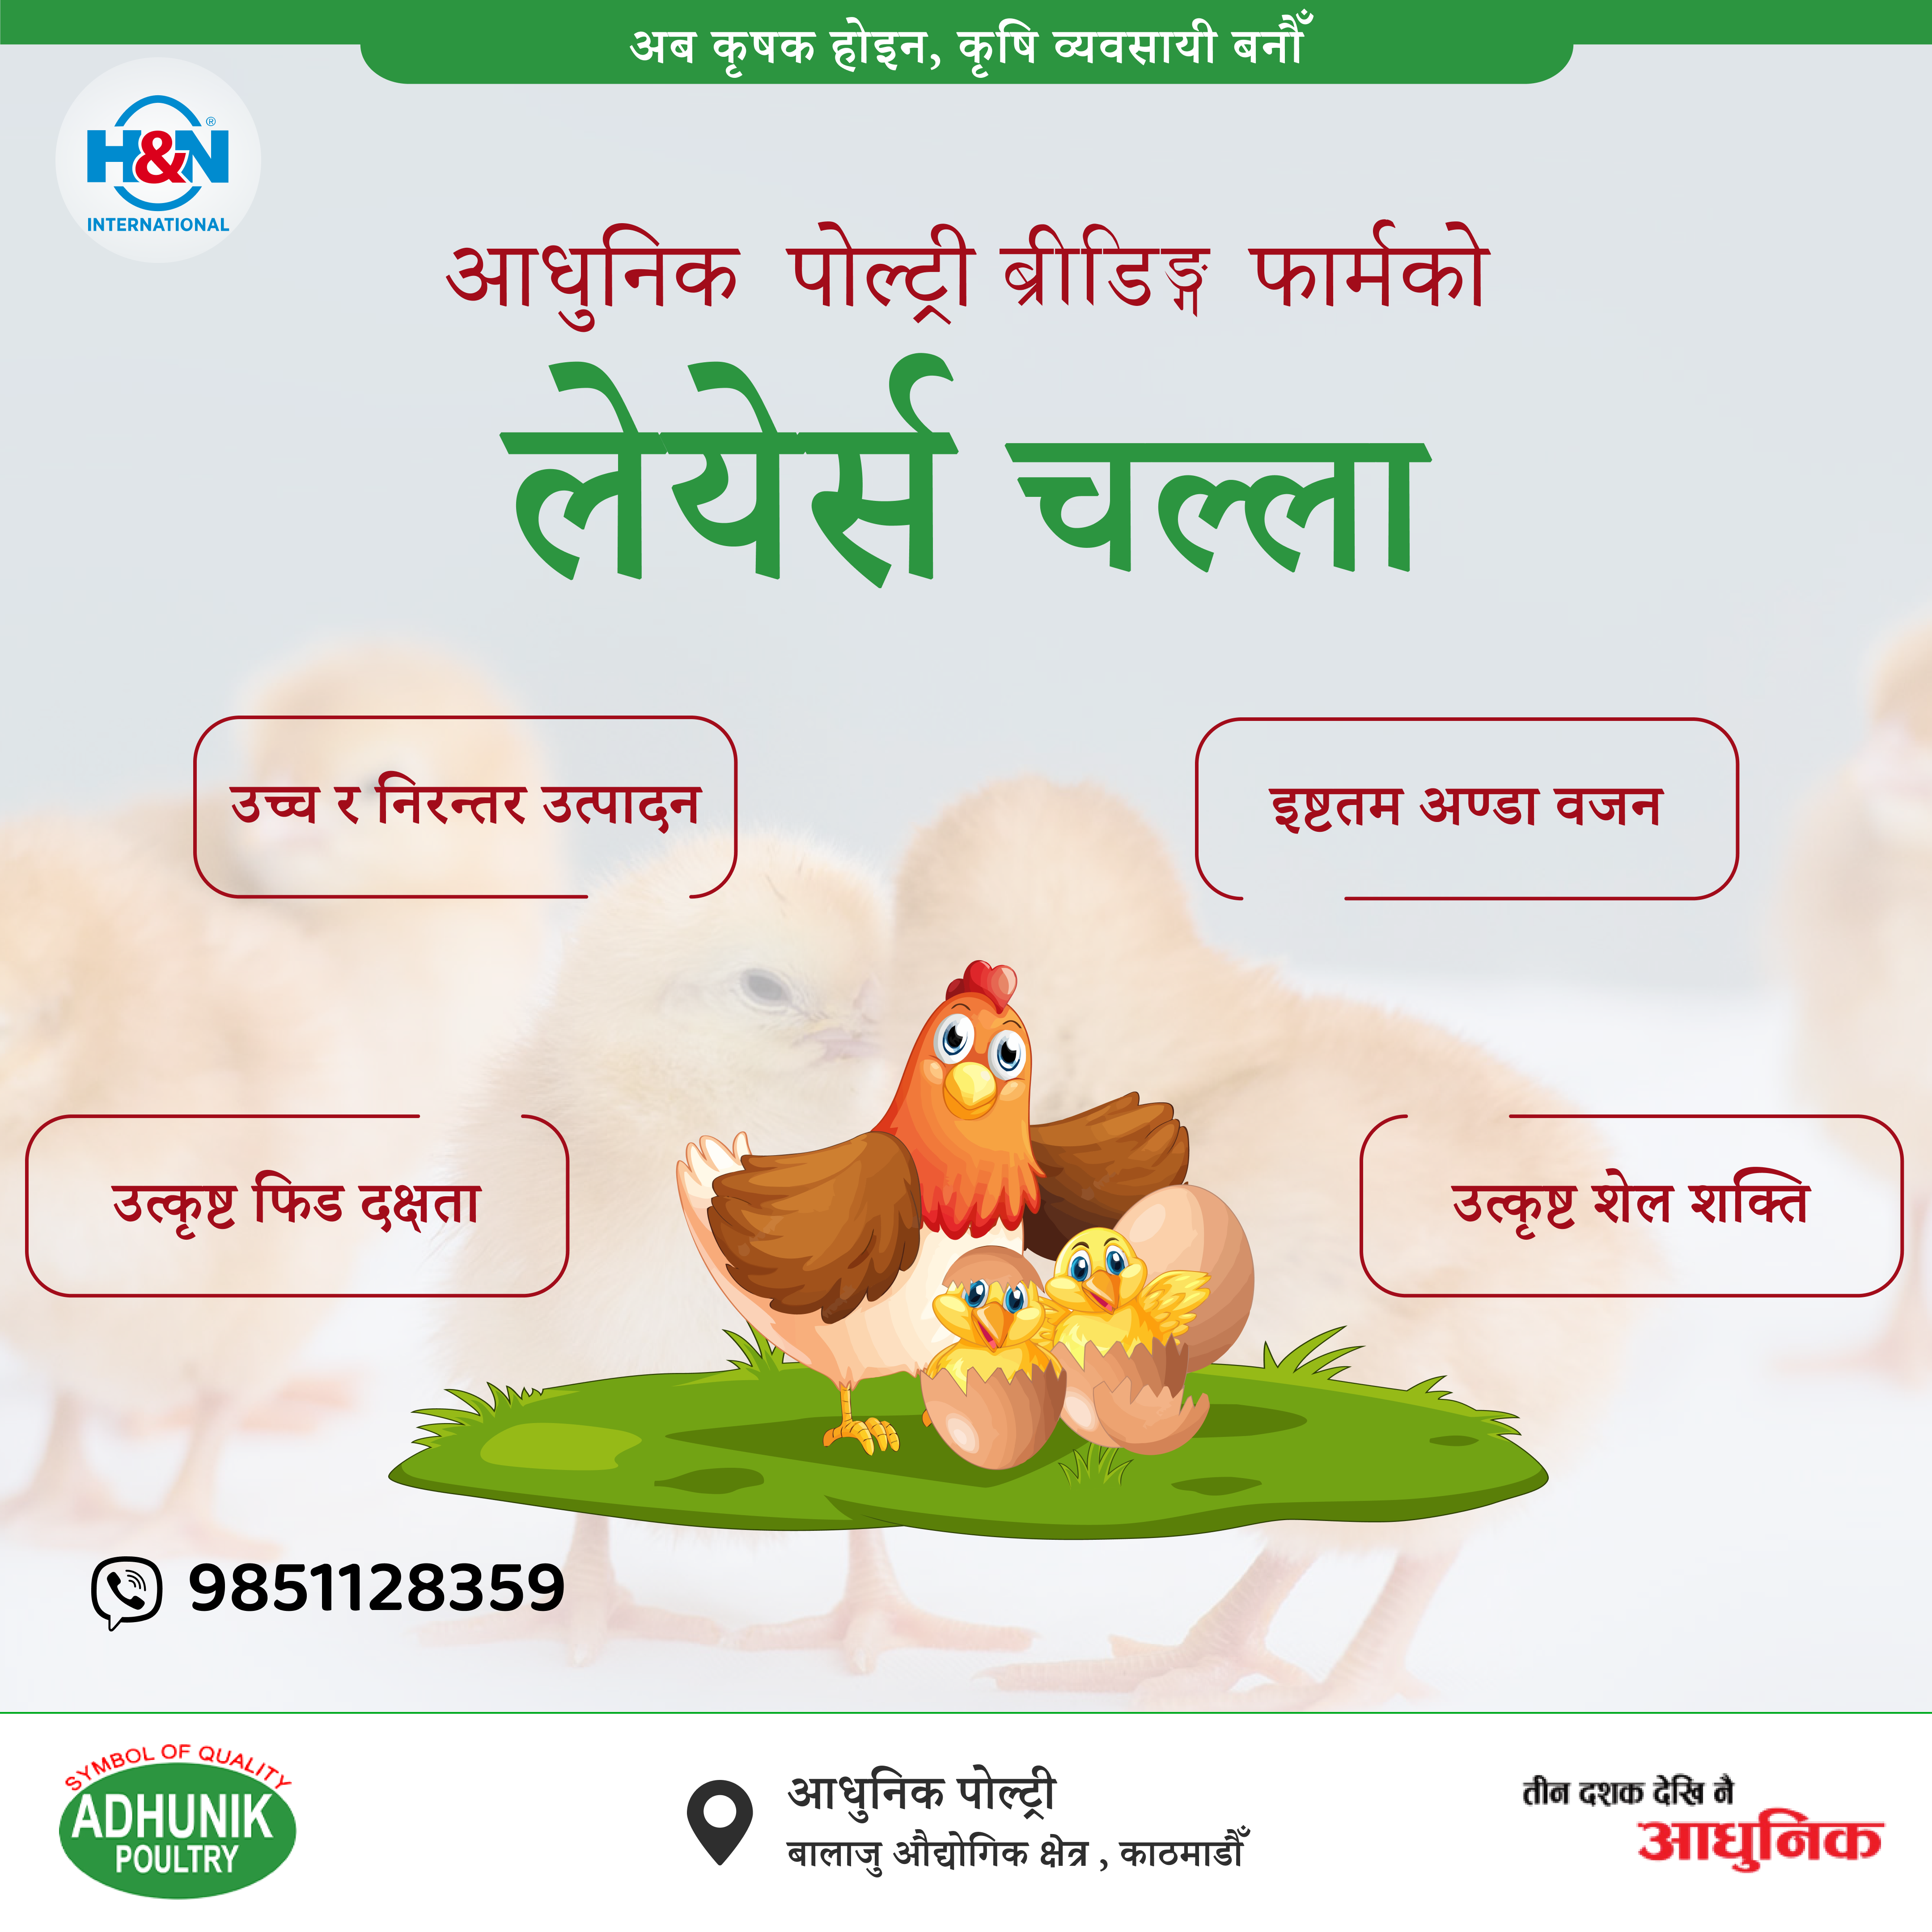 अब कृषक होइन, कृषि व्यवसायी बनौँ
H&N ®
INTERNATIONAL
आधुनिक पोल्ट्री ब्रीडिङ्ग फार्मको
लेयेर्स चल्ला
उच्च र निरन्तर उत्पादन
इष्टतम अण्डा वजन
उत्कृष्ट फिड दक्षता
उत्कृष्ट शेल शक्ति
9851128359
SYMBOL OF QUALITY
ADHUNIK
POULTRY
आधुनिक पोल्ट्री
बालाजु औद्योगिक क्षेत्र , काठमाडौँ
तीन दशक देखि नै
आधुनिक